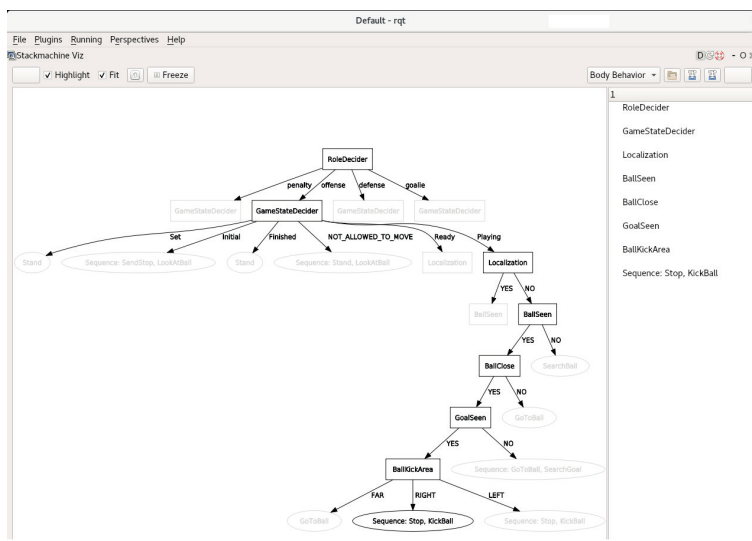 Default - rqt
File Plugins Running Perspectives Help
Stackmachine Viz D - O
Highlight Fit Freeze Body Behavior
1
RoleDecider
GameStateDecider
Localization
BallSeen
BallClose
GoalSeen
BallKickArea
Sequence: Stop, KickBall
RoleDecider
penalty offense defense goalie
GameStateDecider GameStateDecider GameStateDecider GameStateDecider
Set Initial Finished NOT_ALLOWED_TO_MOVE Ready Playing
Stand Sequence: SendStop, LookAtBall Stand Sequence: Stand, LookAtBall Localization Localization
YES NO
BallSeen BallSeen
YES NO
BallClose SearchBall
YES NO
GoalSeen GoToBall
YES NO
BallKickArea Sequence: GoToBall, SearchGoal
FAR RIGHT LEFT
GoToBall Sequence: Stop, KickBall Sequence: Stop, KickBall